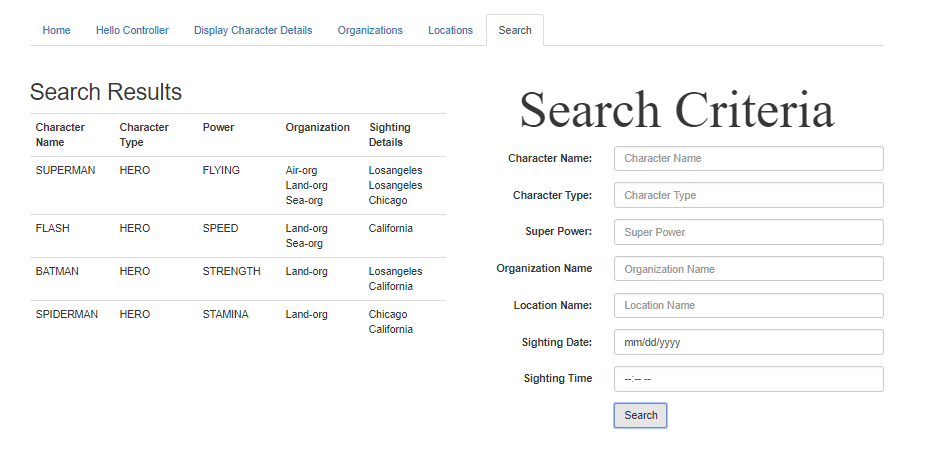 Home Hello Controller Display Character Details Organizations Locations Search
Search Results
Character Name Character Type Power Organization Sighting Details
SUPERMAN HERO FLYING Air-org Losangeles
Land-org Losangeles
Sea-org Chicago
FLASH HERO SPEED Land-org California
Sea-org
BATMAN HERO STRENGTH Land-org Losangeles
California
SPIDERMAN HERO STAMINA Land-org Chicago
California
Search Criteria
Character Name: Character Name
Character Type: Character Type
Super Power: Super Power
Organization Name Organization Name
Location Name: Location Name
Sighting Date: mm/dd/yyyy
Sighting Time --:-- --
Search